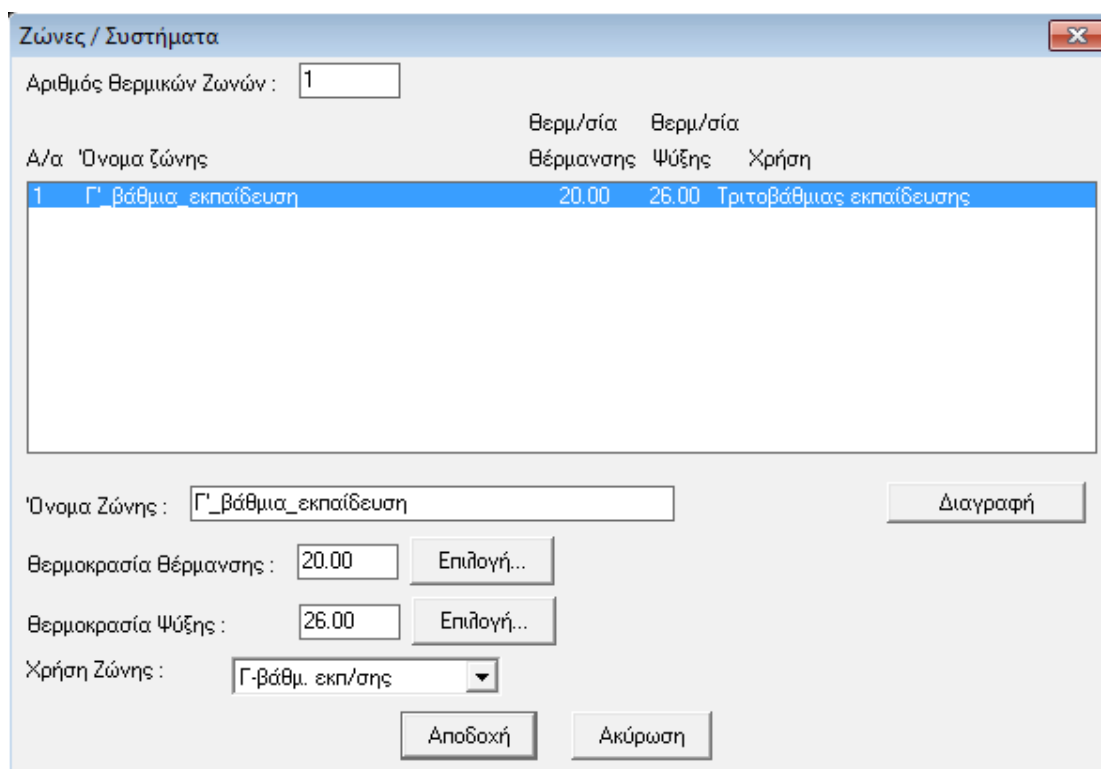 Ζώνες / Συστήματα
Αριθμός Θερμικών Ζωνών : 1
Θερμ/σία Θερμ/σία
Α/α Όνομα ζώνης Θέρμανσης Ψύξης Χρήση
1 Γ'_βάθμια_εκπαίδευση 20.00 26.00 Τριτοβάθμιας εκπαίδευσης
Όνομα Ζώνης : Γ'_βάθμια_εκπαίδευση Διαγραφή
Θερμοκρασία Θέρμανσης : 20.00 Επιλογή...
Θερμοκρασία Ψύξης : 26.00 Επιλογή...
Χρήση Ζώνης : Γ-βάθμ. εκπ/σης
Αποδοχή Ακύρωση